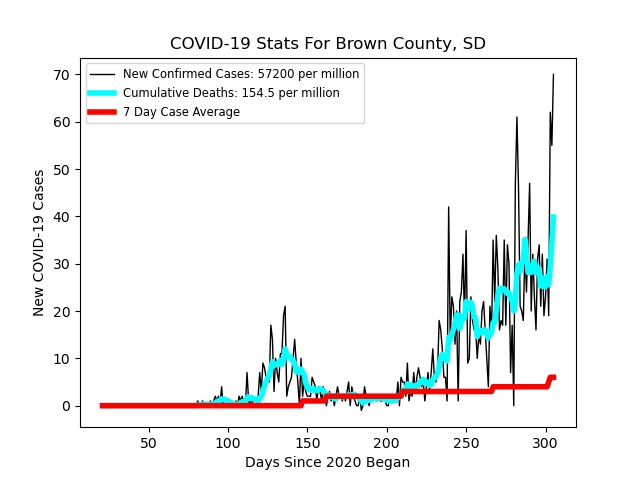 COVID-19 Stats For Brown County, SD
New Confirmed Cases: 57200 per million
Cumulative Deaths: 154.5 per million
7 Day Case Average
New COVID-19 Cases
70
60
50
40
30
20
10
0
50 100 150 200 250 300
Days Since 2020 Began